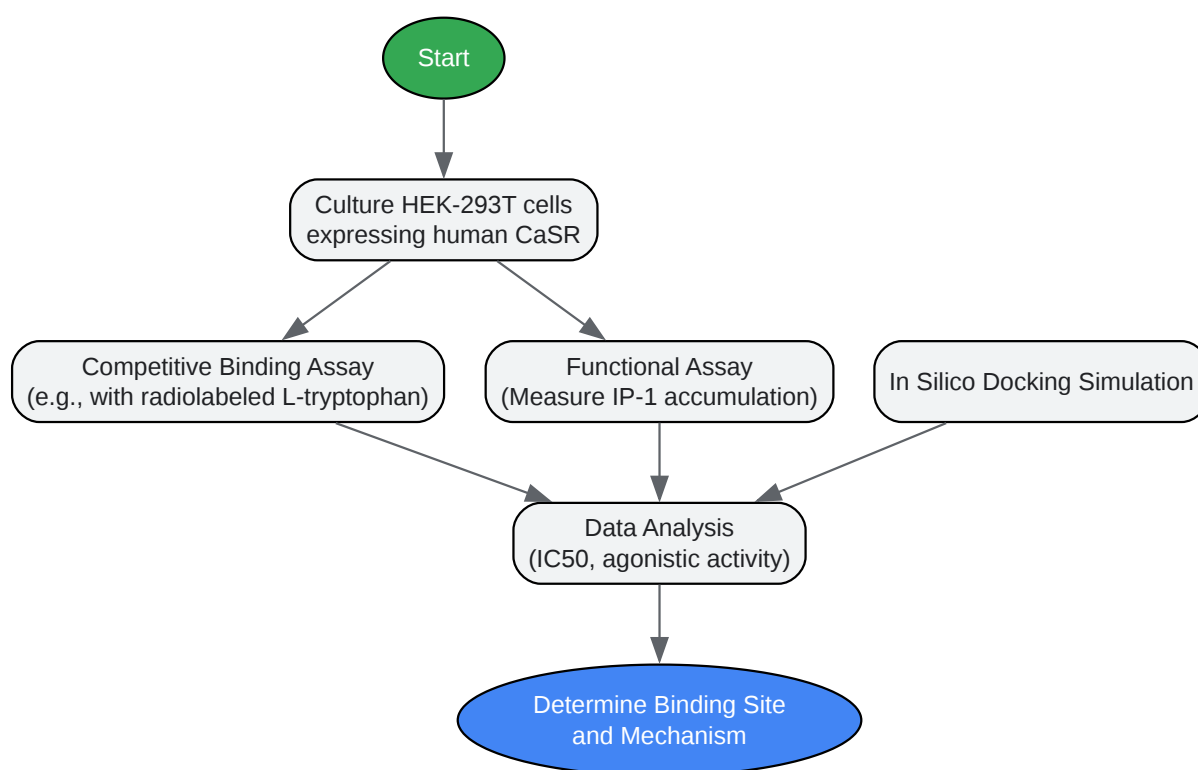 Start
Culture HEK-293T cells
expressing human CaSR
Competitive Binding Assay
(e.g., with radiolabeled L-tryptophan)
Functional Assay
(Measure IP-1 accumulation)
In Silico Docking Simulation
Data Analysis
(IC50, agonistic activity)
Determine Binding Site
and Mechanism